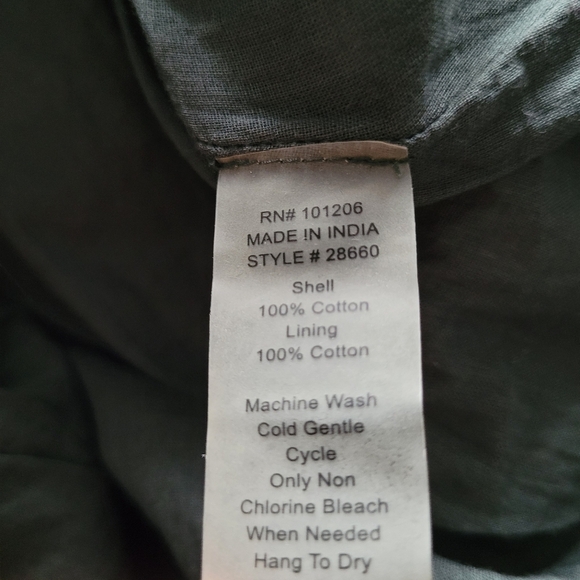 RN# 101206
MADE IN INDIA
STYLE # 28660
Shell
100% Cotton
Lining
100% Cotton
Machine Wash
Cold Gentle
Cycle
Only Non
Chlorine Bleach
When Needed
Hang To Dry